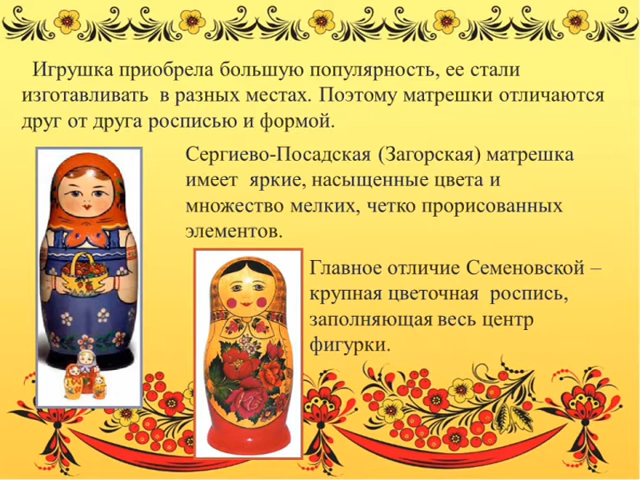 Игрушка приобрела большую популярность, ее стали
изготавливать в разных местах. Поэтому матрешки отличаются
друг от друга росписью и формой.
Сергиево-Посадская (Загорская) матрешка
имеет яркие, насыщенные цвета и
множество мелких, четко прорисованных
элементов.
Главное отличие Семеновской –
крупная цветочная роспись,
заполняющая весь центр
фигурки.